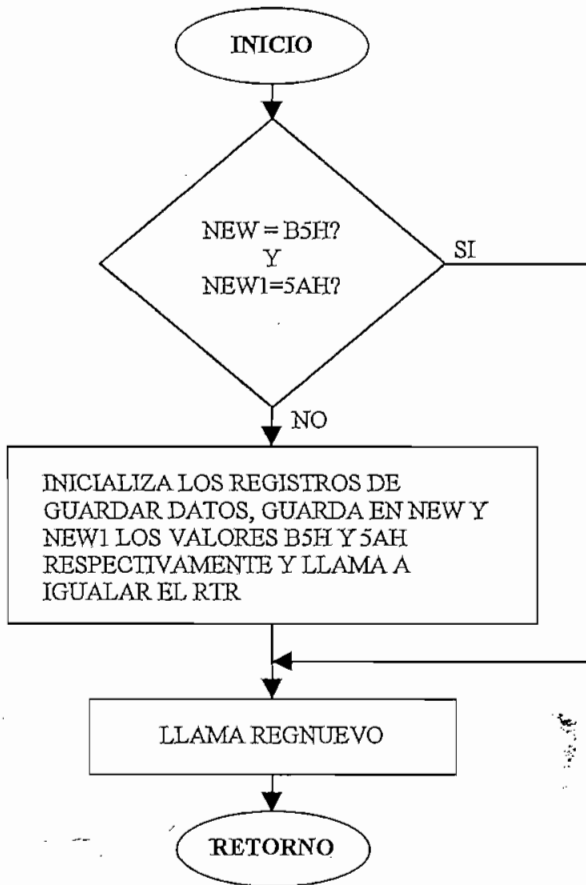 INICIO
NEW = B5H?
Y
NEW1=5AH?
SI
NO
INICIALIZA LOS REGISTROS DE
GUARDAR DATOS, GUARDA EN NEW Y
NEW1 LOS VALORES B5H Y 5AH
RESPECTIVAMENTE Y LLAMA A
IGUALAR EL RTR
LLAMA REGNUEVO
RETORNO